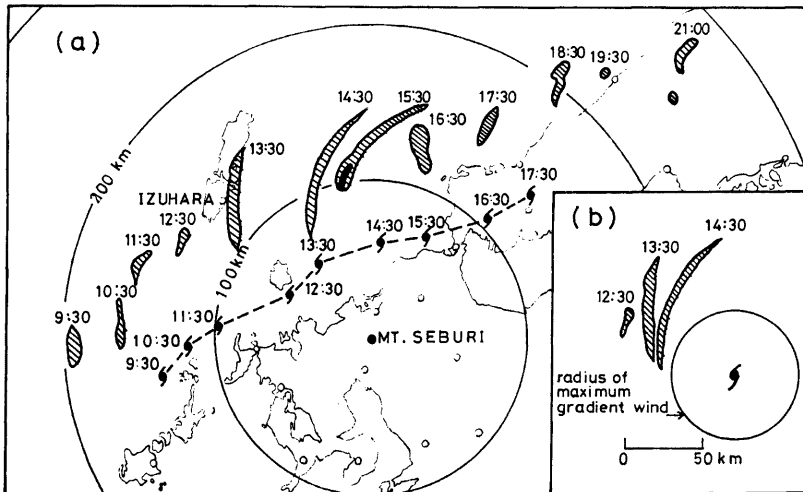 (a)
21:00
18:30
19:30
14:30
15:30
17:30
16:30
13:30
200 km
IZUHARA
12:30
11:30
10:30
9:30
100km
17:30
16:30
15:30
14:30
13:30
12:30
11:30
10:30
9:30
MT. SEBURI
(b)
14:30
13:30
12:30
radius of
maximum
gradient wind
0 50 km